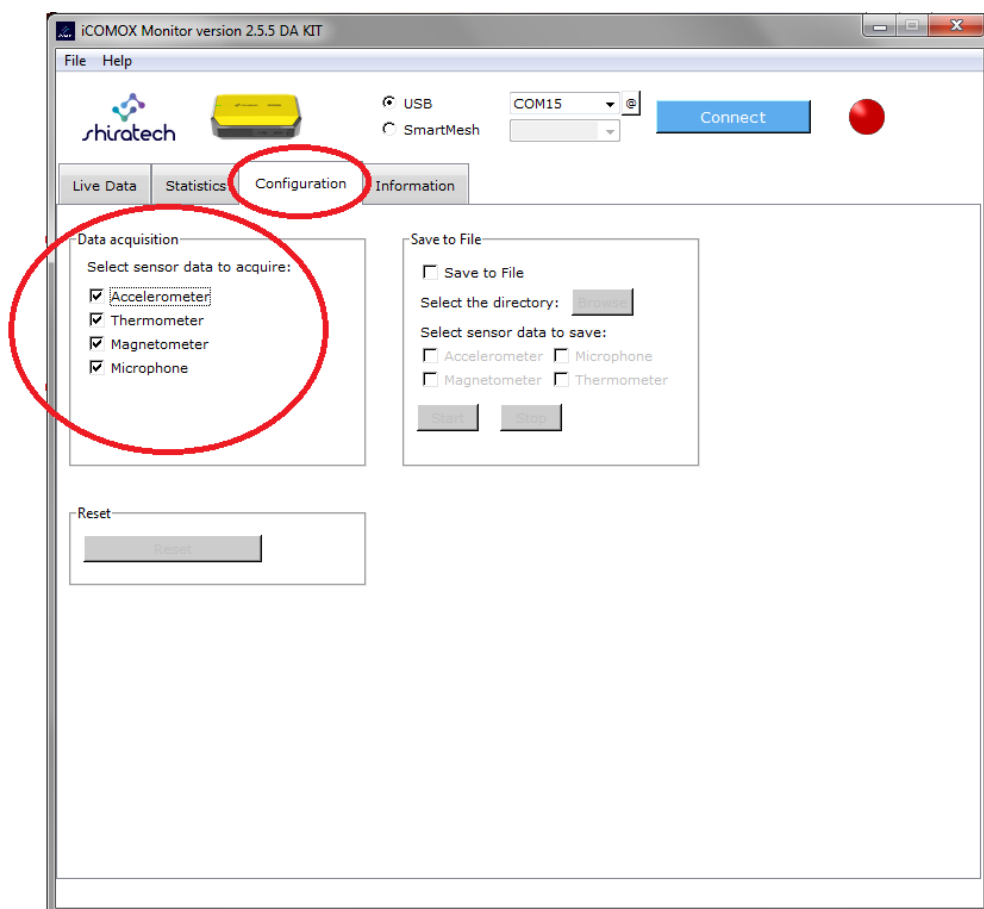 iCOMOX Monitor version 2.5.5 DA KIT
File Help
shiratech
USB COM15 @
SmartMesh
Connect
Live Data Statistics Configuration Information
Data acquisition
Select sensor data to acquire:
Accelerometer
Thermometer
Magnetometer
Microphone
Save to File
Save to File
Select the directory: Browse
Select sensor data to save:
Accelerometer Microphone
Magnetometer Thermometer
Start Stop
Reset
Reset